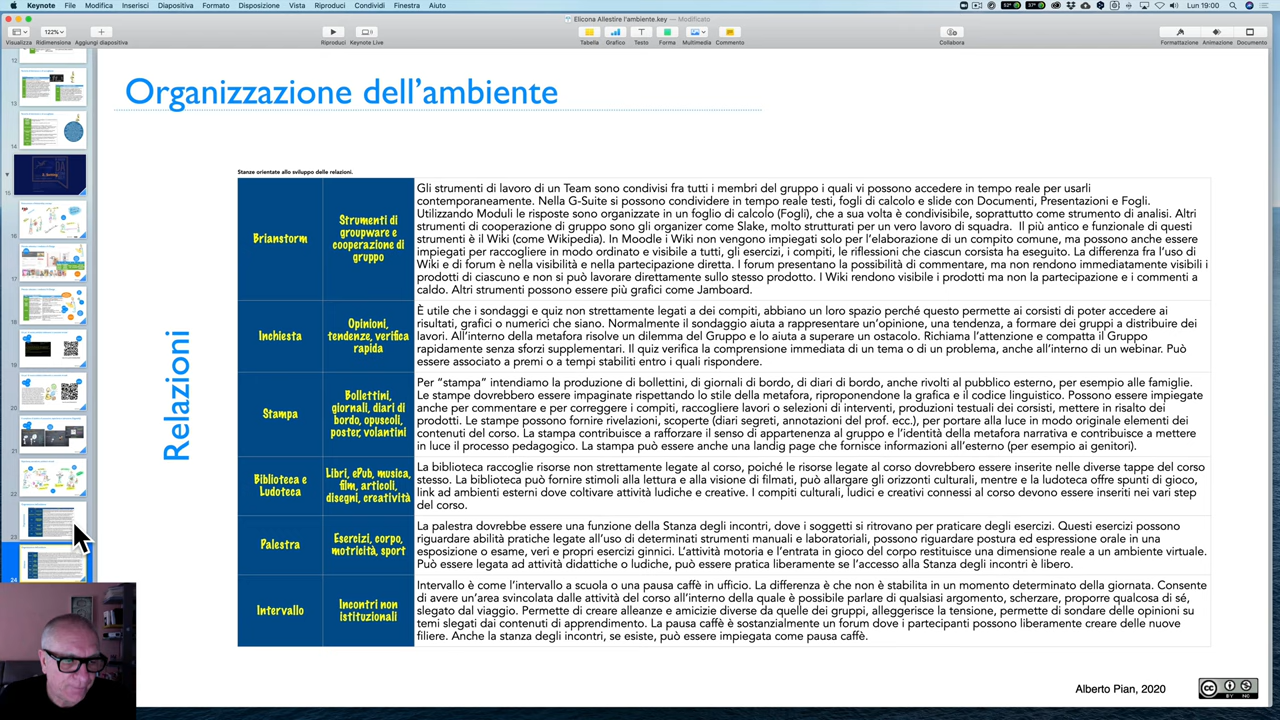 Keynote File Modifica Inserisci Diapositiva Formato Disposizione Vista Riproduci Condividi Finestra Aiuto Lun 19:00
Elicona Allestire l'ambiente.key — Modificato
122%
Visualizza Ridimensiona Aggiungi diapositiva Riproduci Keynote Live Tabella Grafico Testo Forma Multimedia Commento Collabora Formattazione Animazione Documento
12
13
14
15
16
17
18
19
20
21
22
23
24
Organizzazione dell'ambiente
Stanze orientate allo sviluppo delle relazioni.
Relazioni
Brianstorm
Strumenti di
groupware e
cooperazione di
gruppo
Gli strumenti di lavoro di un Team sono condivisi fra tutti i membri del gruppo i quali vi possono accedere in tempo reale per usarli
contemporaneamente. Nella G-Suite si possono condividere in tempo reale testi, fogli di calcolo e slide con Documenti, Presentazioni e Fogli.
Utilizzando Moduli le risposte sono organizzate in un foglio di calcolo (Fogli), che a sua volta è condivisibile, soprattutto come strumento di analisi. Altri
strumenti di cooperazione di gruppo sono gli organizer come Slake, molto strutturati per un vero lavoro di squadra. Il più antico e funzionale di questi
strumenti è il Wiki (come Wikipedia). In Moodle i Wiki non vengono impiegati solo per l'elaborazione di un compito comune, ma possono anche essere
impiegati per raccogliere in modo ordinato e visibile a tutti, gli esercizi, i compiti, le riflessioni che ciascun corsista ha eseguito. La differenza fra l'uso di
Wiki e di forum è nella visibilità e nella partecipazione diretta. I forum presentano la possibilità di commentare, ma non rendono immediatamente visibili i
prodotti di ciascuno e non si può lavorare direttamente sullo stesso prodotto. I Wiki rendono visibile i prodotti ma non la partecipazione e i commenti a
caldo. Altri strumenti possono essere più grafici come Jamboard.
Inchiesta
Opinioni,
tendenze, verifica
rapida
È utile che i sondaggi e quiz non strettamente legati a dei compiti, abbiano un loro spazio perché questo permette ai corsisti di poter accedere ai
risultati, grafici o numerici che siano. Normalmente il sondaggio aiuta a rappresentare un'opinione, una tendenza, a formare dei gruppi a distribuire dei
lavori. All'interno della metafora risolve un dilemma del Gruppo e lo aiuta a superare un ostacolo. Richiama l'attenzione e compatta il Gruppo
rapidamente senza sforzi supplementari. Il quiz verifica la comprensione immediata di un tema o di un problema, anche all'interno di un webinar. Può
essere associato a premi o a tempi stabiliti entro i quali rispondere.
Stampa
Bollettini,
giornali, diari di
bordo, opuscoli,
poster, volantini
Per "stampa" intendiamo la produzione di bollettini, di giornali di bordo, di diari di bordo, anche rivolti al pubblico esterno, per esempio alle famiglie.
Le stampe dovrebbero essere impaginate rispettando lo stile della metafora, riproponendone la grafica e il codice linguistico. Possono essere impiegate
anche per commentare e per correggere i compiti, raccogliere lavori o selezioni di interventi, produzioni testuali dei corsisti, mettere in risalto dei
prodotti. Le stampe possono fornire rivelazioni, scoperte (diari segreti, annotazioni del prof. ecc.), per portare alla luce in modo originale elementi dei
contenuti del corso. La stampa contribuisce a rafforzare il senso di appartenenza al gruppo e l'identità della metafora narrativa e contribuisce a mettere
in luce il processo pedagogico. La stampa può essere anche una landig page che fornisce informazioni all'esterno (per esempio ai genitori).
Biblioteca e
Ludoteca
Libri, ePub, musica,
film, articoli,
disegni, creatività
La biblioteca raccoglie risorse non strettamente legate al corso, poiché le risorse legate al corso dovrebbero essere inserite nelle diverse tappe del corso
stesso. La biblioteca può fornire stimoli alla lettura e alla visione di filmati, può allargare gli orizzonti culturali, mentre e la ludoteca offre spunti di gioco,
link ad ambienti esterni dove coltivare attività ludiche e creative. I compiti culturali, ludici e creativi connessi al corso devono essere inseriti nei vari step
del corso.
Palestra
Esercizi, corpo,
motricità, sport
La palestra dovrebbe essere una funzione della Stanza degli incontri, dove i soggetti si ritrovano per praticare degli esercizi. Questi esercizi possono
riguardare abilità pratiche legate all'uso di determinati strumenti manuali e laboratoriali, possono riguardare postura ed espressione orale in una
esposizione o esame, veri e propri esercizi ginnici. L'attività motoria e l'entrata in gioco del corpo restituisce una dimensione reale a un ambiente virtuale.
Può essere legata ad attività didattiche o ludiche, può essere pratica liberamente se l'accesso alla Stanza degli incontri è libero.
Intervallo
Incontri non
istituzionali
Intervallo è come l'intervallo a scuola o una pausa caffè in ufficio. La differenza è che non è stabilita in un momento determinato della giornata. Consente
di avere un'area svincolata dalle attività del corso all'interno della quale è possibile parlare di qualsiasi argomento, scherzare, proporre qualcosa di sé,
slegato dal viaggio. Permette di creare alleanze e amicizie diverse da quelle dei gruppi, alleggerisce la tensione, permette di sondare delle opinioni su
temi slegati dai contenuti di apprendimento. La pausa caffè è sostanzialmente un forum dove i partecipanti possono liberamente creare delle nuove
filiere. Anche la stanza degli incontri, se esiste, può essere impiegata come pausa caffè.
Alberto Pian, 2020
CC BY NC